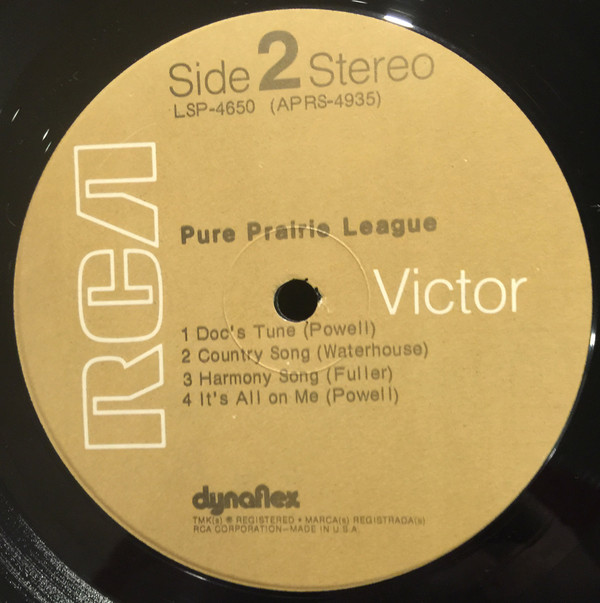 Side 2 Stereo
LSP-4650 (APRS-4935)
RCA
Pure Prairie League
Victor
1 Doc's Tune (Powell)
2 Country Song (Waterhouse)
3 Harmony Song (Fuller)
4 It's All on Me (Powell)
dynaflex
TMK(s) ® REGISTERED • MARCA(s) REGISTRADA(s)
RCA CORPORATION—MADE IN U.S.A.